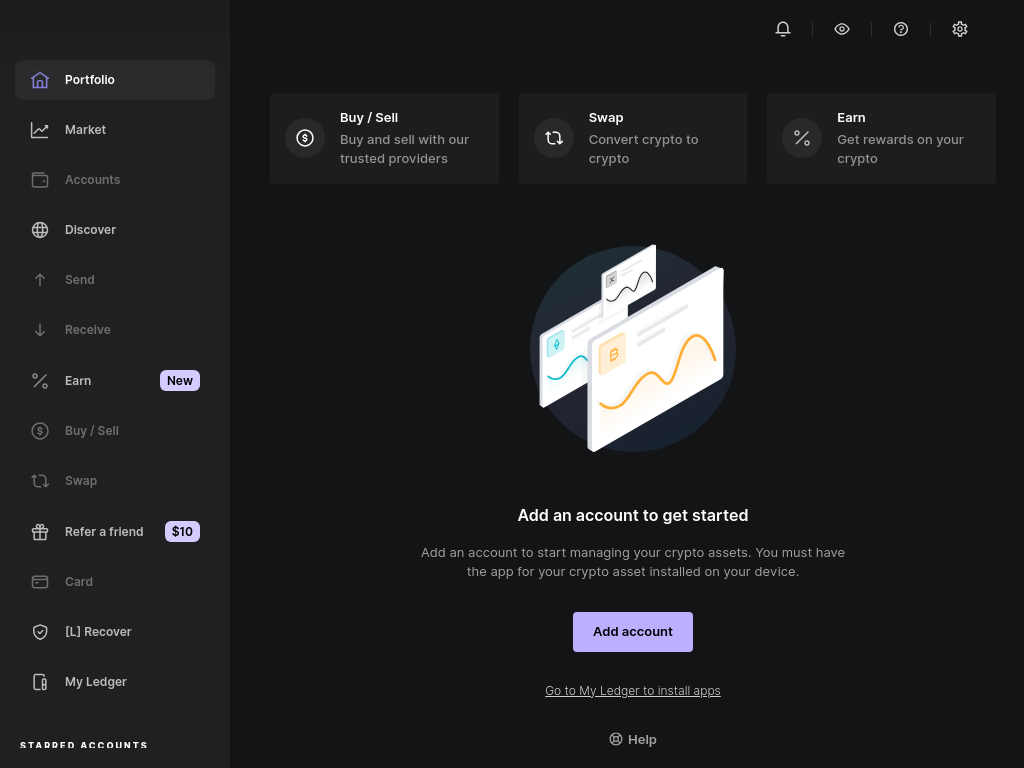 Portfolio
Market
Accounts
Discover
Send
Receive
Earn New
Buy / Sell
Swap
Refer a friend $10
Card
[L] Recover
My Ledger
STARRED ACCOUNTS
Buy / Sell
Buy and sell with our
trusted providers
Swap
Convert crypto to
crypto
Earn
Get rewards on your
crypto
Add an account to get started
Add an account to start managing your crypto assets. You must have
the app for your crypto asset installed on your device.
Add account
Go to My Ledger to install apps
Help